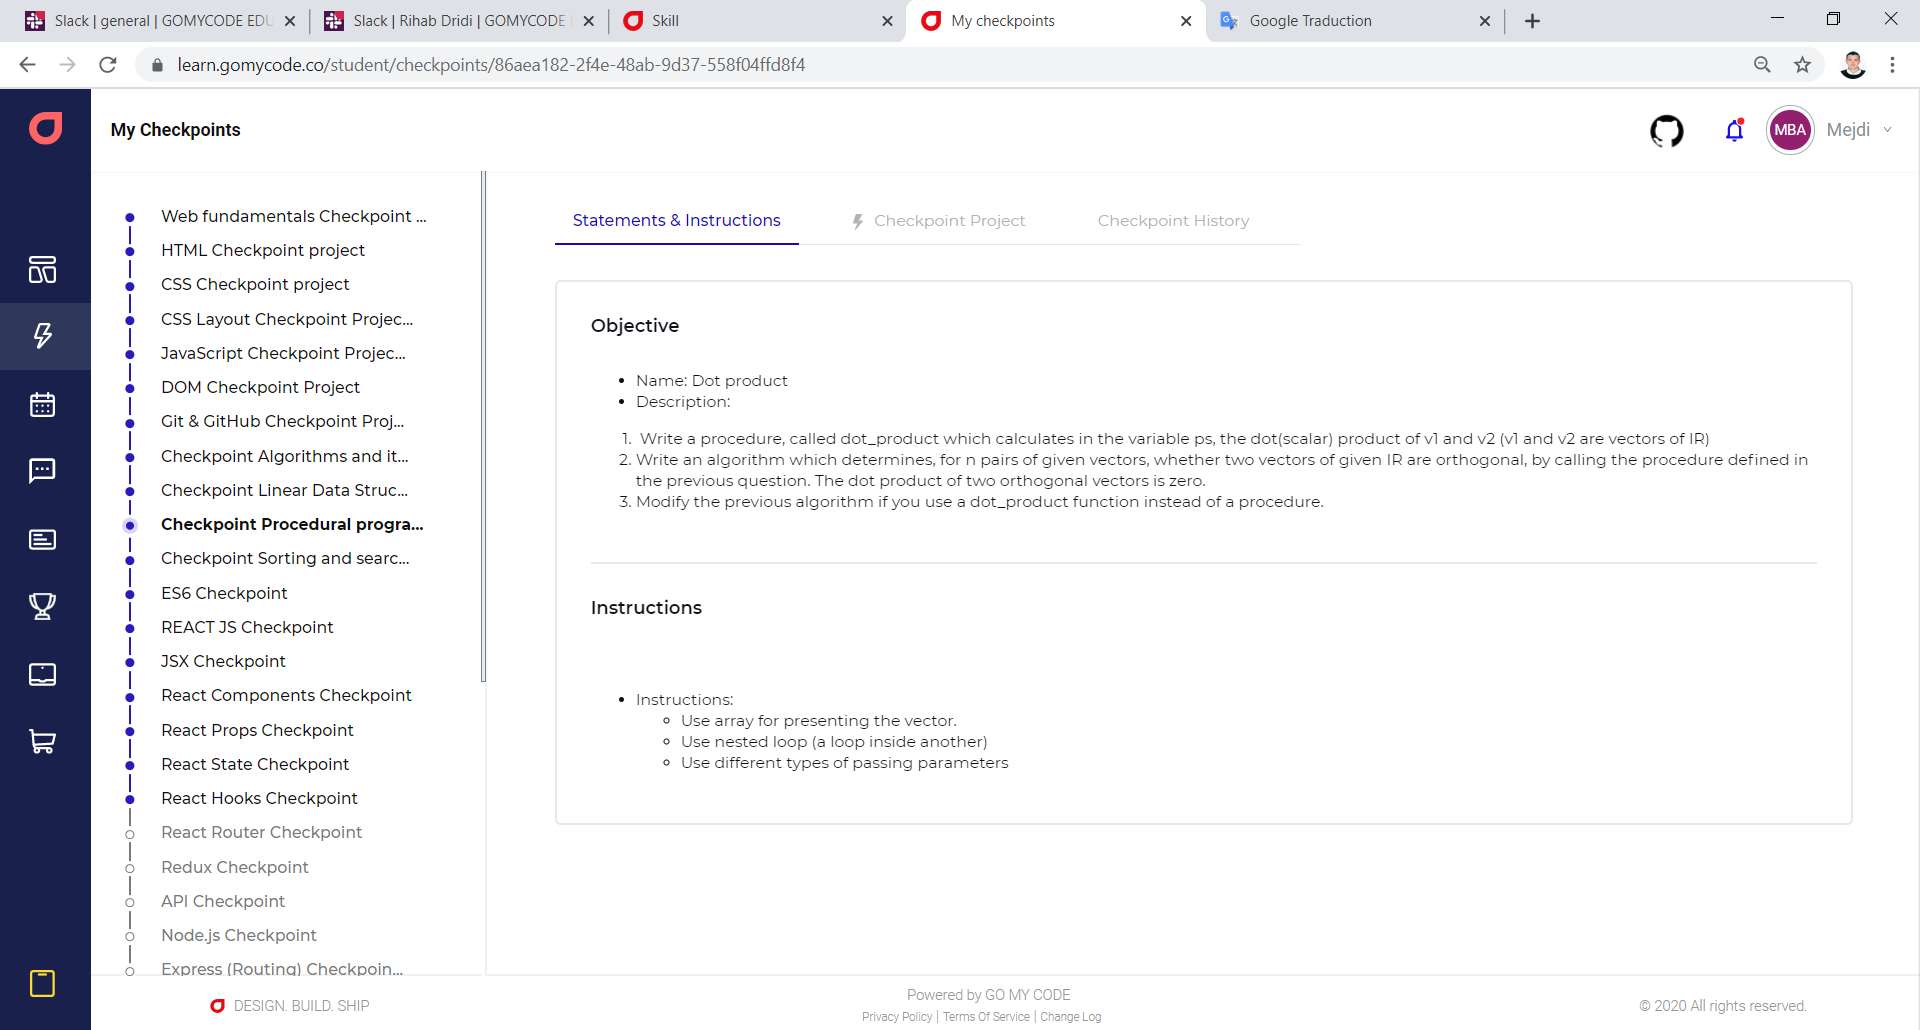 Slack | general | GOMYCODE EDU
Slack | Rihab Dridi | GOMYCODE
Skill
My checkpoints
Google Traduction
learn.gomycode.co/student/checkpoints/86aea182-2f4e-48ab-9d37-558f04ffd8f4
My Checkpoints
MBA
Mejdi
Web fundamentals Checkpoint ...
HTML Checkpoint project
CSS Checkpoint project
CSS Layout Checkpoint Projec...
JavaScript Checkpoint Projec...
DOM Checkpoint Project
Git & GitHub Checkpoint Proj...
Checkpoint Algorithms and it...
Checkpoint Linear Data Struc...
Checkpoint Procedural progra...
Checkpoint Sorting and searc...
ES6 Checkpoint
REACT JS Checkpoint
JSX Checkpoint
React Components Checkpoint
React Props Checkpoint
React State Checkpoint
React Hooks Checkpoint
React Router Checkpoint
Redux Checkpoint
API Checkpoint
Node.js Checkpoint
Express (Routing) Checkpoin...
Statements & Instructions
Checkpoint Project
Checkpoint History
Objective
• Name: Dot product
• Description:
1. Write a procedure, called dot_product which calculates in the variable ps, the dot(scalar) product of v1 and v2 (v1 and v2 are vectors of IR)
2. Write an algorithm which determines, for n pairs of given vectors, whether two vectors of given IR are orthogonal, by calling the procedure defined in
the previous question. The dot product of two orthogonal vectors is zero.
3. Modify the previous algorithm if you use a dot_product function instead of a procedure.
Instructions
• Instructions:
Use array for presenting the vector.
Use nested loop (a loop inside another)
Use different types of passing parameters
DESIGN. BUILD. SHIP
Powered by GO MY CODE
Privacy Policy | Terms Of Service | Change Log
© 2020 All rights reserved.